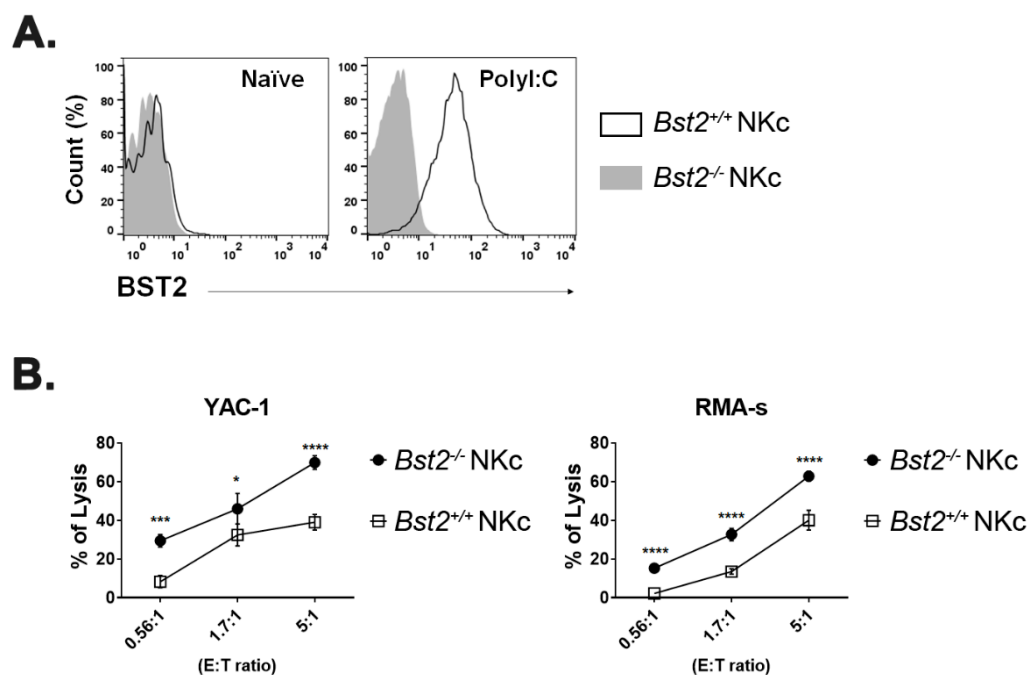 A.
Naïve
PolyI:C
Count (%)
100
80
60
40
20
0
10⁰ 10¹ 10² 10³ 10⁴
100
80
60
40
20
0
10⁰ 10¹ 10² 10³ 10⁴
BST2
Bst2+/+ NKc
Bst2-/- NKc
B.
YAC-1
% of Lysis
80
60
40
20
0
***
*
****
0.56:1
1.7:1
5:1
(E:T ratio)
Bst2-/- NKc
Bst2+/+ NKc
RMA-s
% of Lysis
80
60
40
20
0
****
****
****
0.56:1
1.7:1
5:1
(E:T ratio)
Bst2-/- NKc
Bst2+/+ NKc